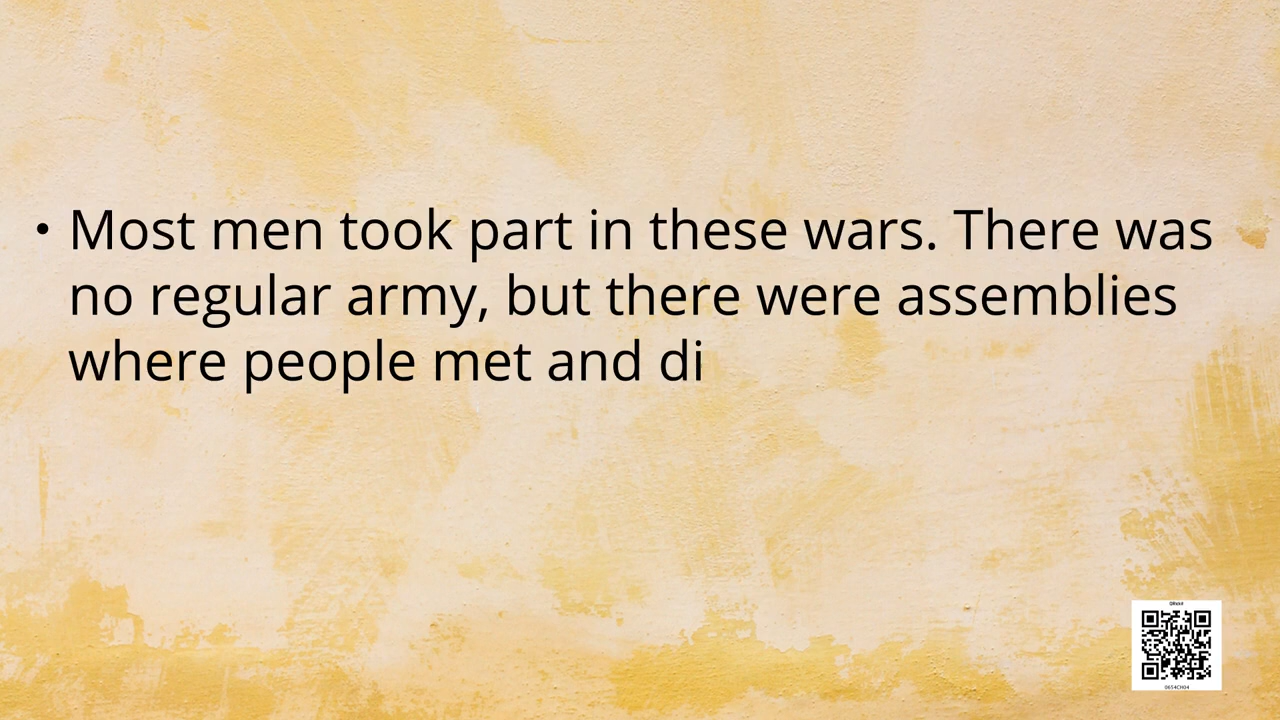 • Most men took part in these wars. There was
no regular army, but there were assemblies
where people met and di
0654CH04